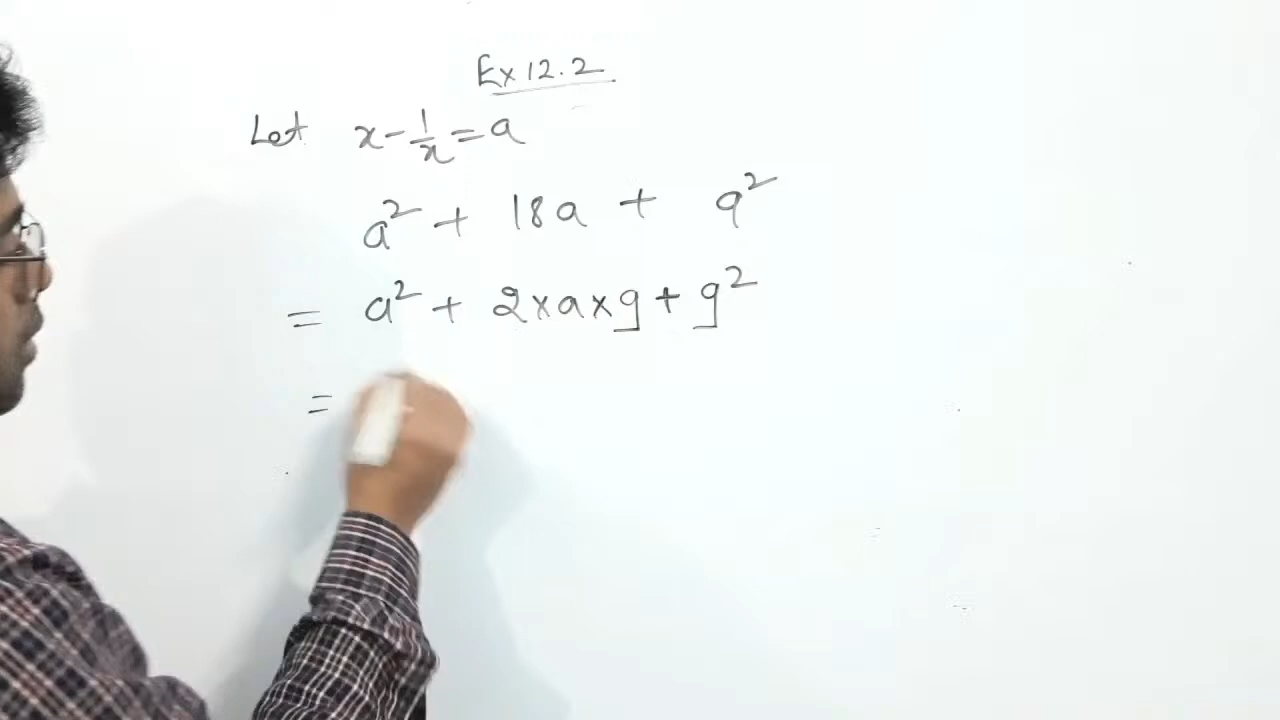 Ex 12.2
Let x - 1/x = a
a² + 18a + 9²
= a² + 2×a×9 + 9²
=